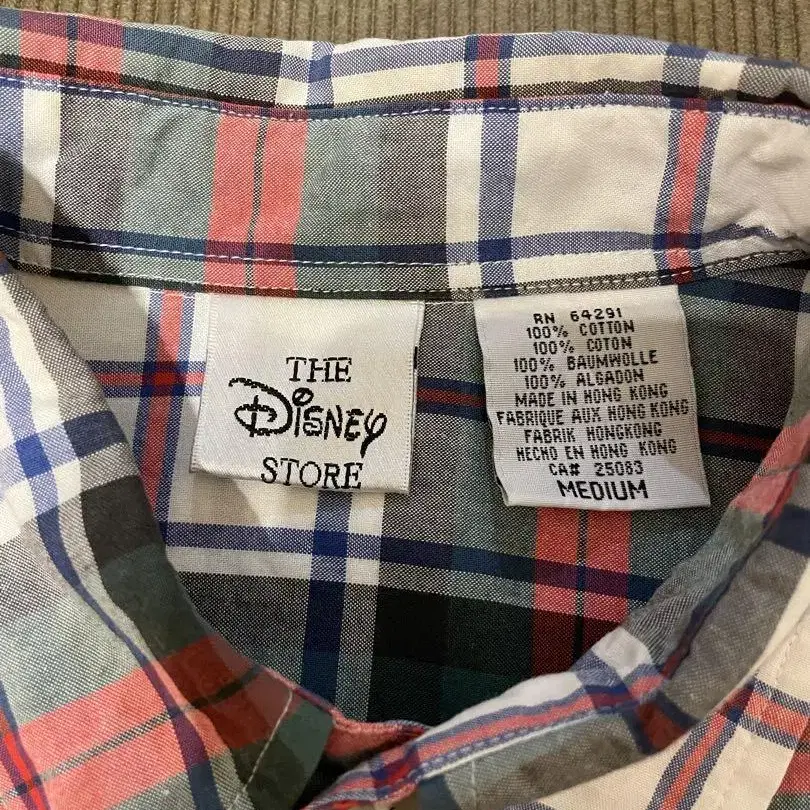 THE
Disney
STORE
RN 64291
100% COTTON
100% COTON
100% BAUMWOLLE
100% ALGADON
MADE IN HONG KONG
FABRIQUE AUX HONG KONG
FABRIK HONGKONG
HECHO EN HONG KONG
CA# 25083
MEDIUM